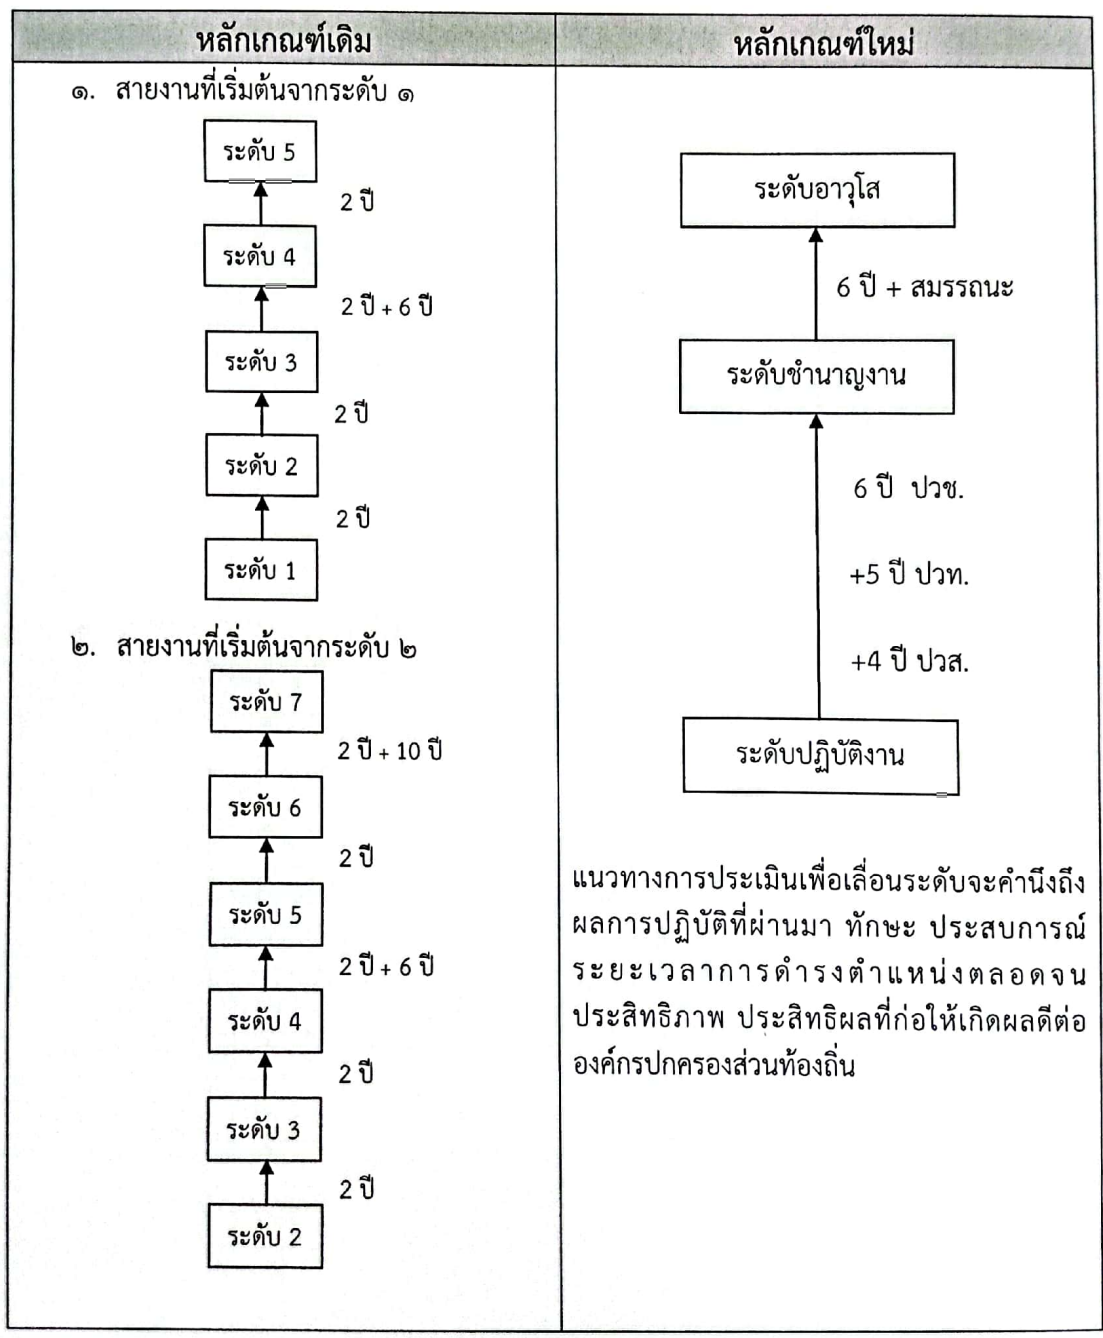 หลักเกณฑ์เดิม
๑. สายงานที่เริ่มต้นจากระดับ ๑
ระดับ 5
2 ปี
ระดับ 4
2 ปี + 6 ปี
ระดับ 3
2 ปี
ระดับ 2
2 ปี
ระดับ 1
๒. สายงานที่เริ่มต้นจากระดับ ๒
ระดับ 7
2 ปี + 10 ปี
ระดับ 6
2 ปี
ระดับ 5
2 ปี + 6 ปี
ระดับ 4
2 ปี
ระดับ 3
2 ปี
ระดับ 2
หลักเกณฑ์ใหม่
ระดับอาวุโส
6 ปี + สมรรถนะ
ระดับชำนาญงาน
6 ปี ปวช.
+5 ปี ปวท.
+4 ปี ปวส.
ระดับปฏิบัติงาน
แนวทางการประเมินเพื่อเลื่อนระดับจะคำนึงถึง
ผลการปฏิบัติที่ผ่านมา ทักษะ ประสบการณ์
ระยะเวลาการดำรงตำแหน่งตลอดจน
ประสิทธิภาพ ประสิทธิผลที่ก่อให้เกิดผลดีต่อ
องค์กรปกครองส่วนท้องถิ่น